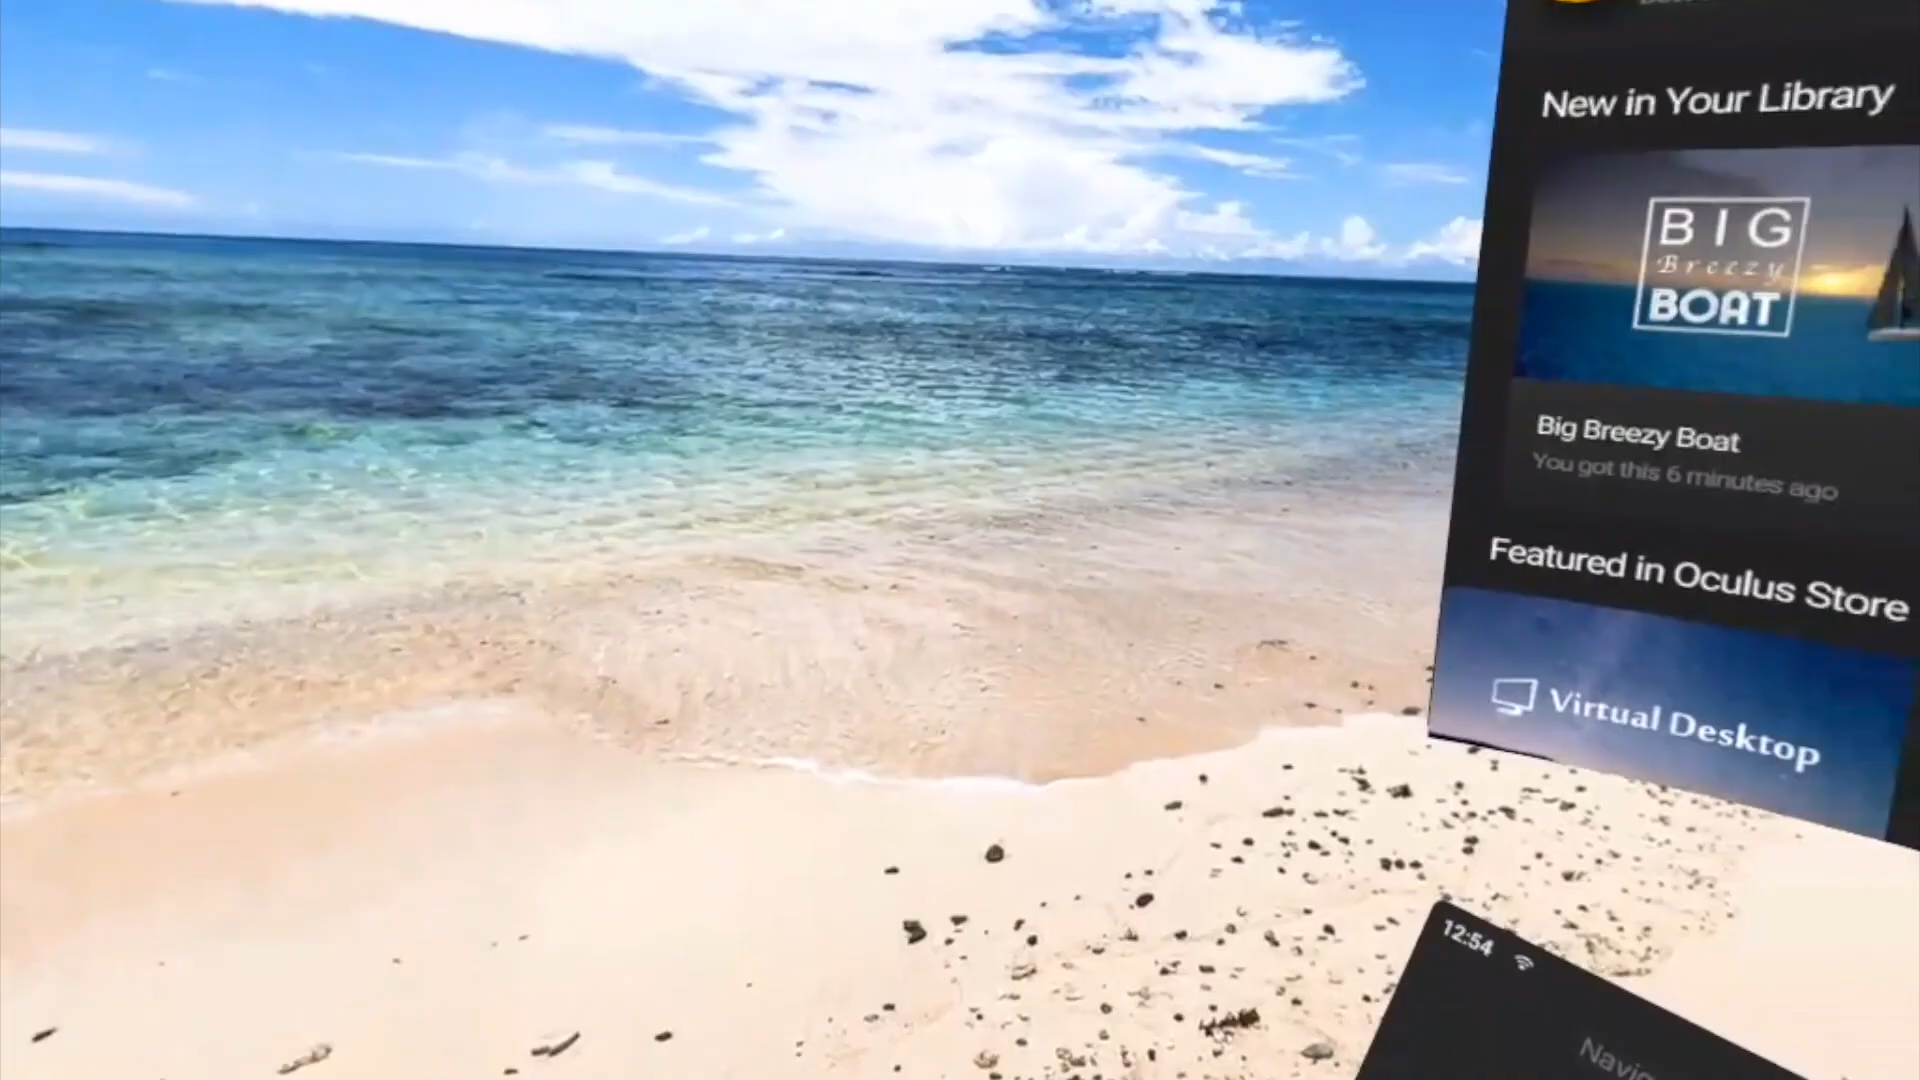 New in Your Library
BIG
Breezy
BOAT
Big Breezy Boat
You got this 6 minutes ago
Featured in Oculus Store
Virtual Desktop
12:54